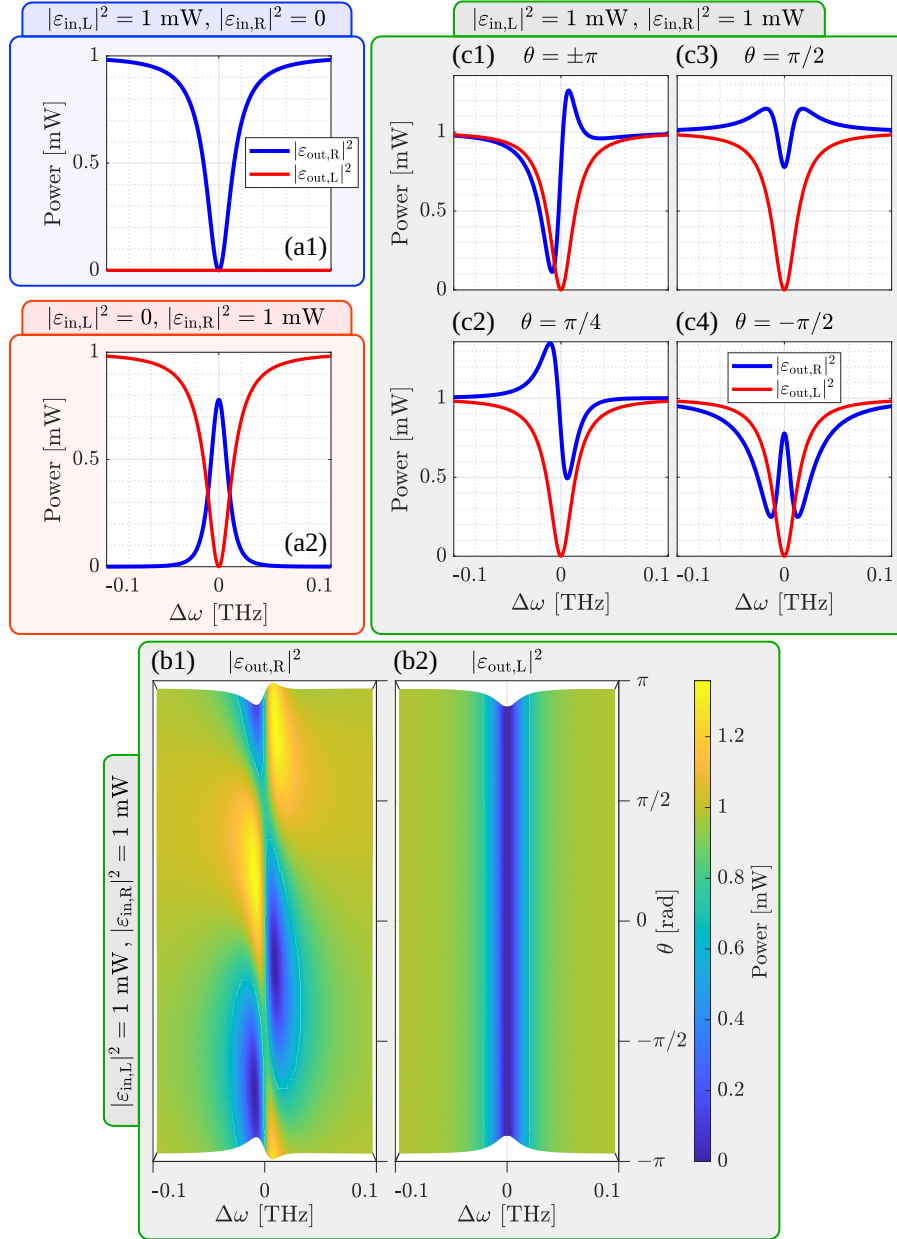 |ε_in,L|² = 1 mW, |ε_in,R|² = 0
1
0.5
0
Power [mW]
|ε_out,R|²
|ε_out,L|²
(a1)
|ε_in,L|² = 0, |ε_in,R|² = 1 mW
1
0.5
0
Power [mW]
(a2)
-0.1 0 0.1
Δω [THz]
|ε_in,L|² = 1 mW , |ε_in,R|² = 1 mW
(c1) θ = ±π
(c3) θ = π/2
1
0.5
0
Power [mW]
(c2) θ = π/4
(c4) θ = −π/2
|ε_out,R|²
|ε_out,L|²
1
0.5
0
Power [mW]
-0.1 0 0.1
-0.1 0 0.1
Δω [THz]
Δω [THz]
|ε_in,L|² = 1 mW , |ε_in,R|² = 1 mW
(b1) |ε_out,R|²
(b2) |ε_out,L|²
π
π/2
0
−π/2
−π
θ [rad]
-0.1 0 0.1
-0.1 0 0.1
Δω [THz]
Δω [THz]
1.2
1
0.8
0.6
0.4
0.2
0
Power [mW]